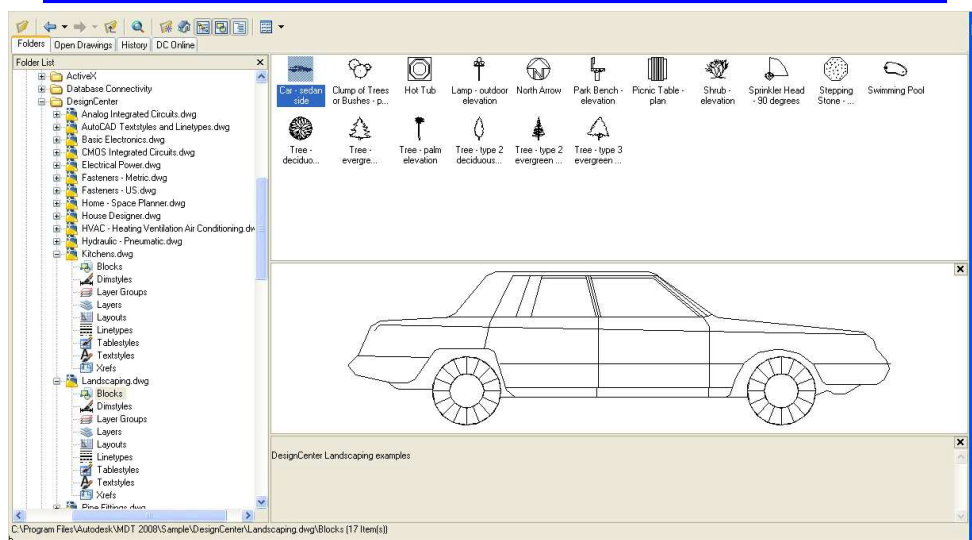 Folders
Open Drawings
History
DC Online
Folder List
ActiveX
Database Connectivity
DesignCenter
Analog Integrated Circuits.dwg
AutoCAD Textstyles and Linetypes.dwg
Basic Electronics.dwg
CMOS Integrated Circuits.dwg
Electrical Power.dwg
Fasteners - Metric.dwg
Fasteners - US.dwg
Home - Space Planner.dwg
House Designer.dwg
HVAC - Heating Ventilation Air Conditioning.dw
Hydraulic - Pneumatic.dwg
Kitchens.dwg
Blocks
Dimstyles
Layer Groups
Layers
Layouts
Linetypes
Tablestyles
Textstyles
Xrefs
Landscaping.dwg
Blocks
Dimstyles
Layer Groups
Layers
Layouts
Linetypes
Tablestyles
Textstyles
Xrefs
Pipe Fittings.dwg
Car - sedan
side
Clump of Trees
or Bushes - p...
Hot Tub
Lamp - outdoor
elevation
North Arrow
Park Bench -
elevation
Picnic Table -
plan
Shrub -
elevation
Sprinkler Head
- 90 degrees
Stepping
Stone - ...
Swimming Pool
Tree -
deciduo...
Tree -
evergre...
Tree - palm
elevation
Tree - type 2
deciduous...
Tree - type 2
evergreen ...
Tree - type 3
evergreen ...
DesignCenter Landscaping examples
C:\Program Files\Autodesk\MDT 2008\Sample\DesignCenter\Landscaping.dwg\Blocks (17 Item(s))